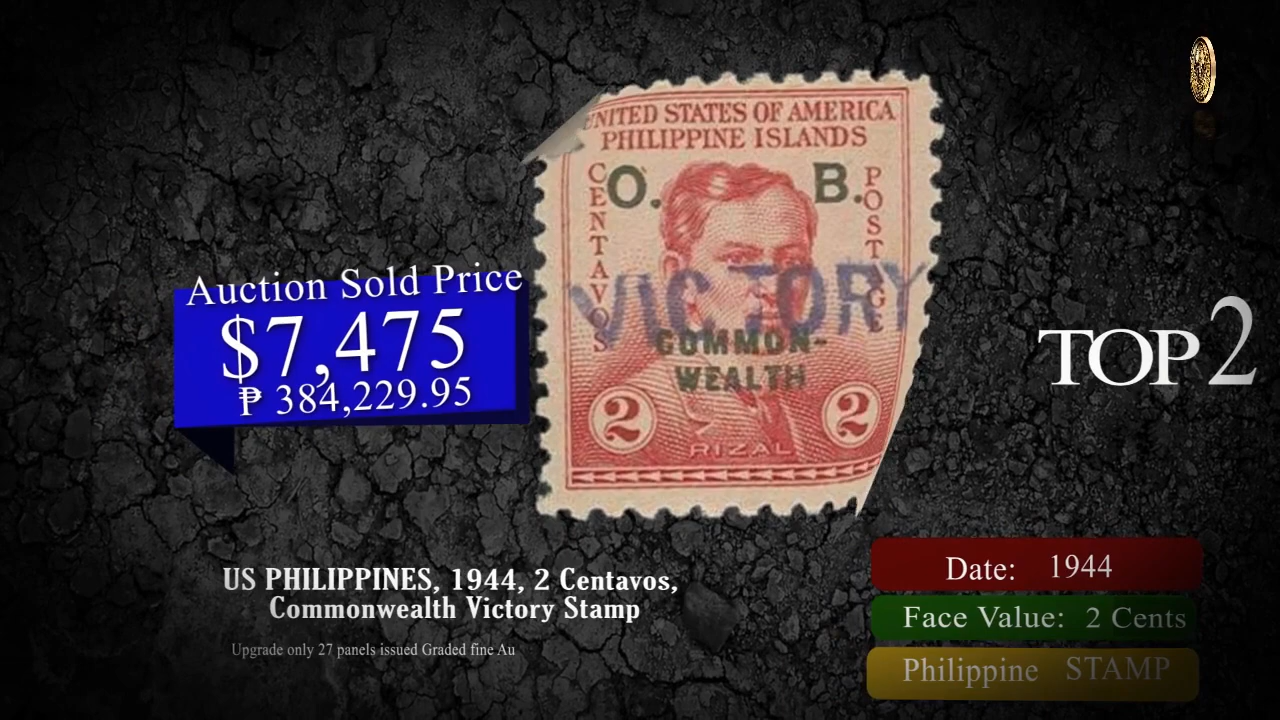 UNITED STATES OF AMERICA
PHILIPPINE ISLANDS
CENTAVOS
O. B.
POSTAGE
VICTORY
COMMON-
WEALTH
2 2
RIZAL
Auction Sold Price
$7,475
₱ 384,229.95
TOP 2
US PHILIPPINES, 1944, 2 Centavos,
Commonwealth Victory Stamp
Upgrade only 27 panels issued Graded fine Au
Date: 1944
Face Value: 2 Cents
Philippine STAMP